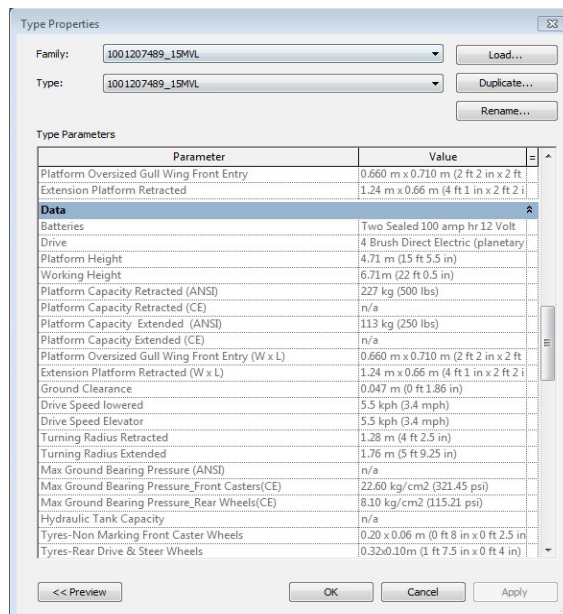 Type Properties
Family: 1001207489_15MVL Load...
Type: 1001207489_15MVL Duplicate...
Rename...
Type Parameters
Parameter Value =
Platform Oversized Gull Wing Front Entry 0.660 m x 0.710 m (2 ft 2 in x 2 ft
Extension Platform Retracted 1.24 m x 0.66 m (4 ft 1 in x 2 ft 2 i
Data
Batteries Two Sealed 100 amp hr 12 Volt
Drive 4 Brush Direct Electric (planetary
Platform Height 4.71 m (15 ft 5.5 in)
Working Height 6.71m (22 ft 0.5 in)
Platform Capacity Retracted (ANSI) 227 kg (500 lbs)
Platform Capacity Retracted (CE) n/a
Platform Capacity Extended (ANSI) 113 kg (250 lbs)
Platform Capacity Extended (CE) n/a
Platform Oversized Gull Wing Front Entry (W x L) 0.660 m x 0.710 m (2 ft 2 in x 2 ft
Extension Platform Retracted (W x L) 1.24 m x 0.66 m (4 ft 1 in x 2 ft 2 i
Ground Clearance 0.047 m (0 ft 1.86 in)
Drive Speed lowered 5.5 kph (3.4 mph)
Drive Speed Elevator 5.5 kph (3.4 mph)
Turning Radius Retracted 1.28 m (4 ft 2.5 in)
Turning Radius Extended 1.76 m (5 ft 9.25 in)
Max Ground Bearing Pressure (ANSI) n/a
Max Ground Bearing Pressure_Front Casters(CE) 22.60 kg/cm2 (321.45 psi)
Max Ground Bearing Pressure_Rear Wheels(CE) 8.10 kg/cm2 (115.21 psi)
Hydraulic Tank Capacity n/a
Tyres-Non Marking Front Caster Wheels 0.20 x 0.06 m (0 ft 8 in x 0 ft 2.5 in
Tyres-Rear Drive & Steer Wheels 0.32x0.10m (1 ft 7.5 in x 0 ft 4 in)
<< Preview OK Cancel Apply